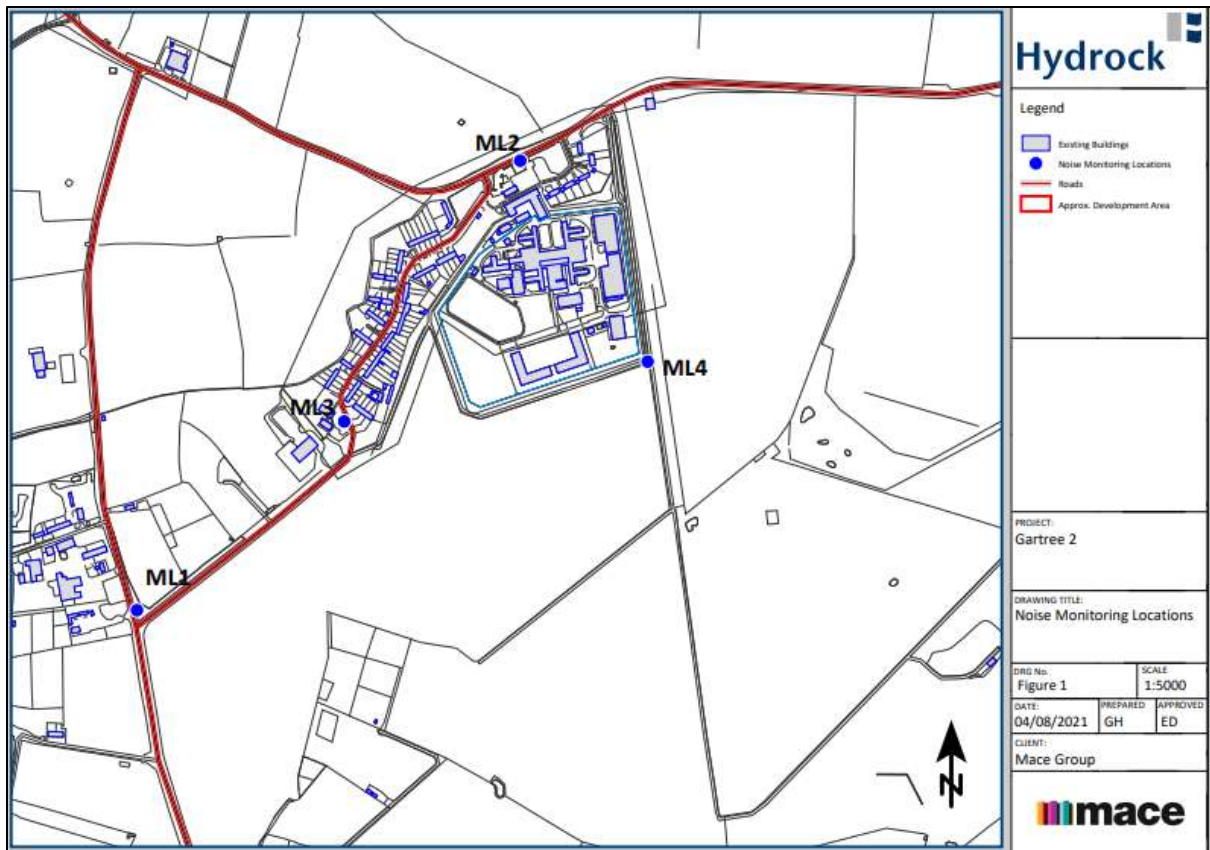 ML2
ML4
ML3
ML1
N
Hydrock
Legend
Existing Buildings
Noise Monitoring Locations
Roads
Approx. Development Area
PROJECT:
Gartree 2
DRAWING TITLE:
Noise Monitoring Locations
DRG No.
Figure 1
SCALE
1:5000
DATE:
04/08/2021
PREPARED
GH
APPROVED
ED
CLIENT:
Mace Group
mace